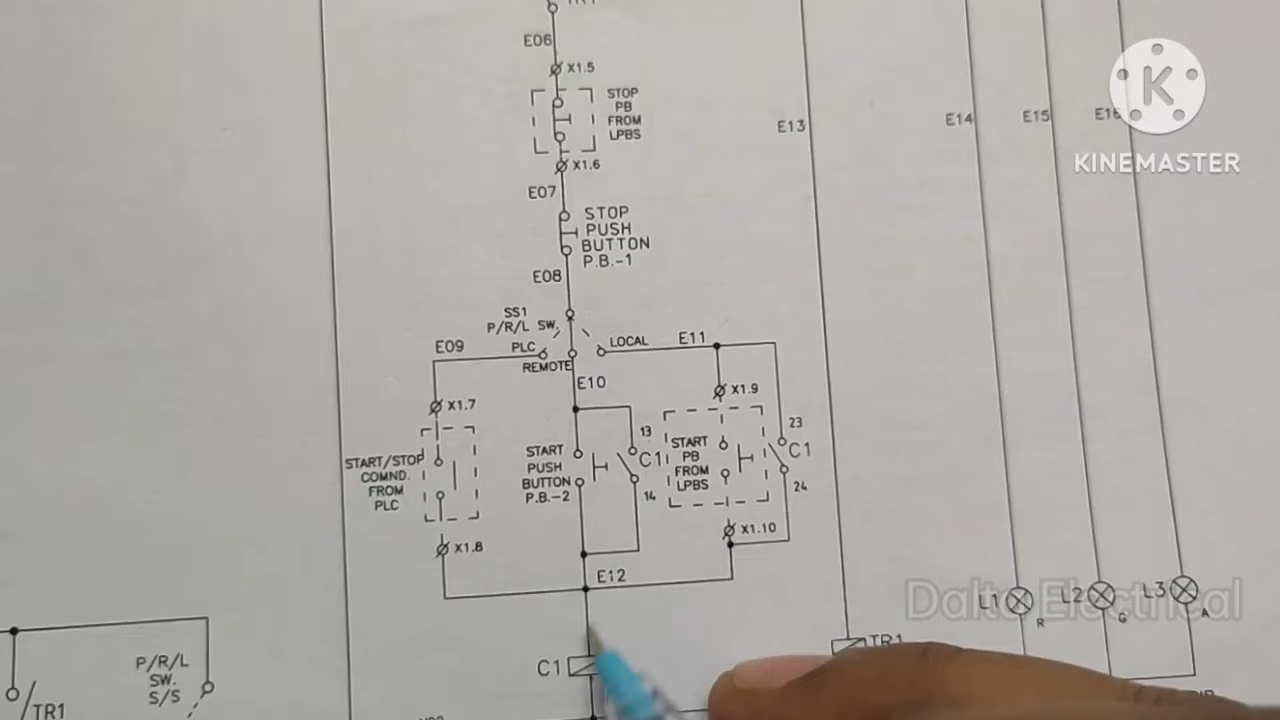 E06
X1.5
STOP
PB
FROM
LPBS
X1.6
E07
STOP
PUSH
BUTTON
P.B.-1
E08
E13
E14
E15
E16
KINEMASTER
SS1
P/R/L SW.
PLC
REMOTE
LOCAL
E09
E10
E11
X1.7
START/STOP
COMND.
FROM
PLC
X1.8
START
PUSH
BUTTON
P.B.-2
13
C1
14
X1.9
START
PB
FROM
LPBS
X1.10
23
C1
24
E12
C1
P/R/L
SW.
S/S
TR1
TR1
L1
R
L2
G
L3
A
Dalto Electrical